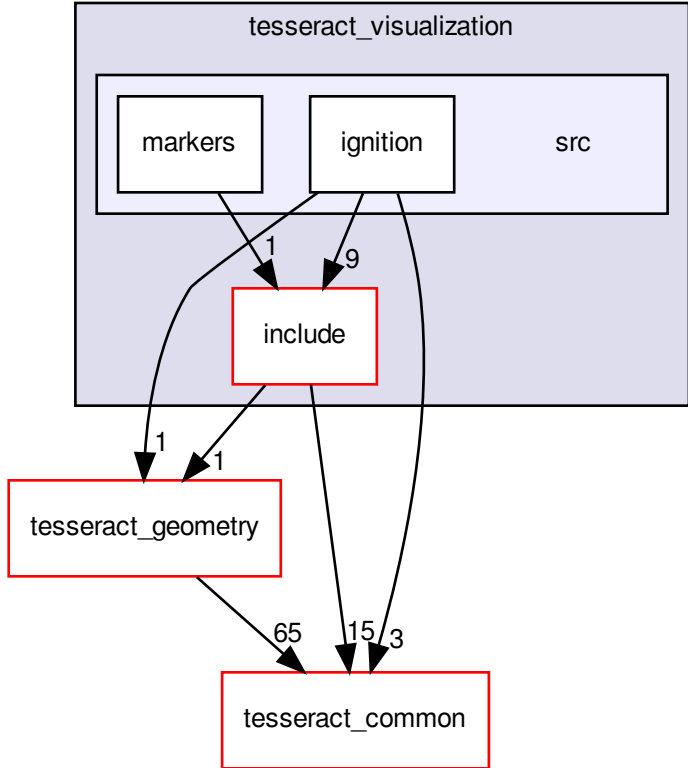 tesseract_visualization
markers
ignition
src
1
9
include
1
1
tesseract_geometry
65
15
3
tesseract_common